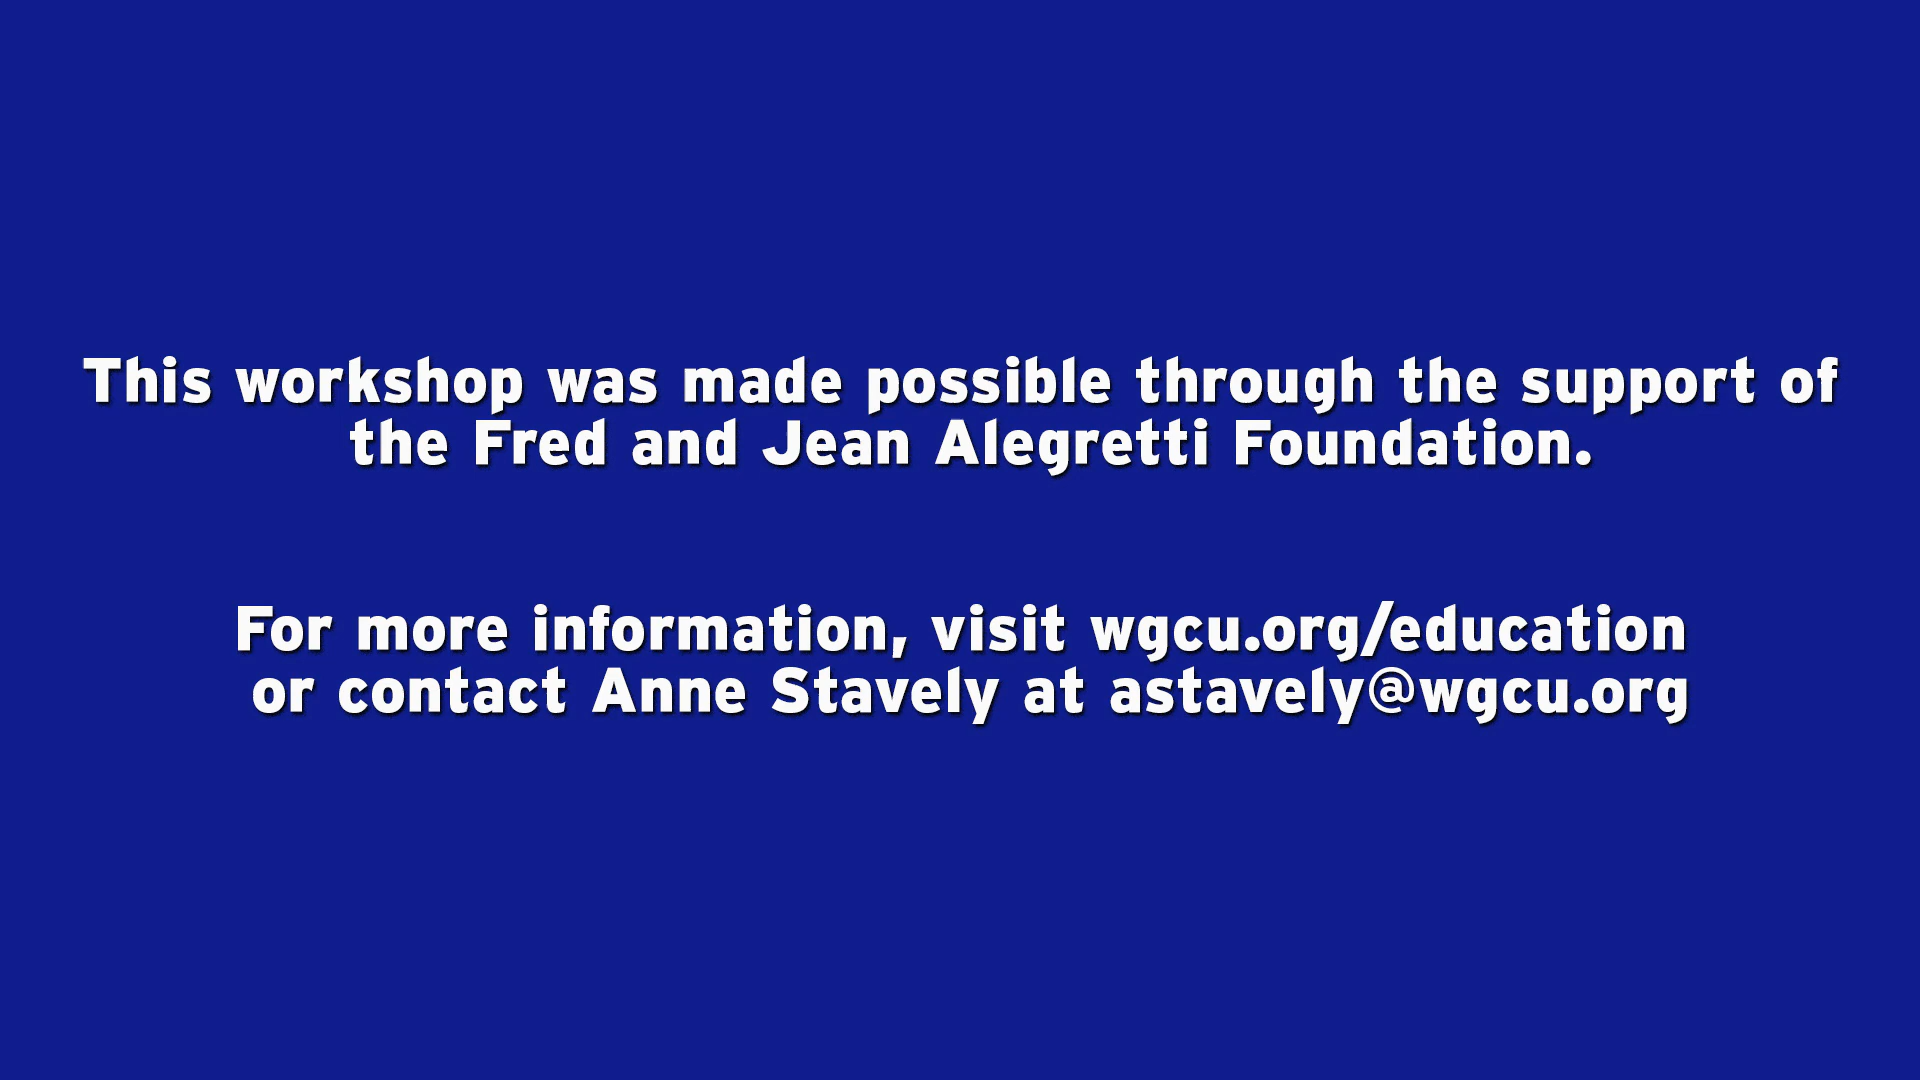 This workshop was made possible through the support of
the Fred and Jean Alegretti Foundation.
For more information, visit wgcu.org/education
or contact Anne Stavely at astavely@wgcu.org